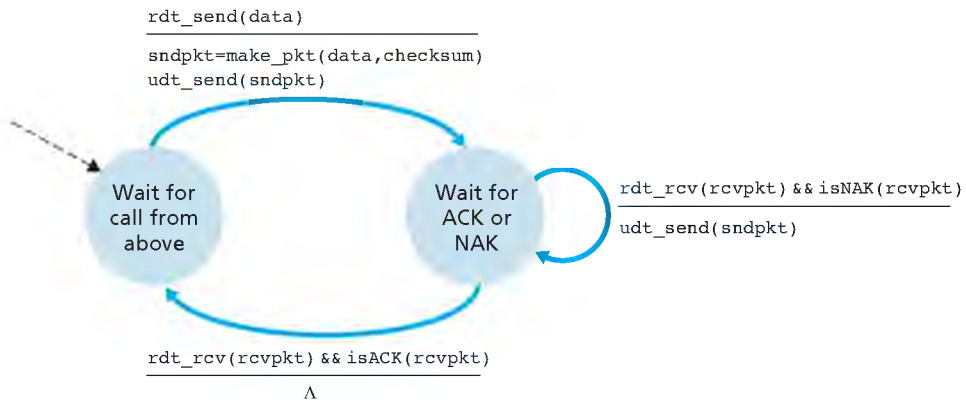 rdt_send(data)
sndpkt=make_pkt(data,checksum)
udt_send(sndpkt)
Wait for
call from
above
Wait for
ACK or
NAK
rdt_rcv(rcvpkt) && isNAK(rcvpkt)
udt_send(sndpkt)
rdt_rcv(rcvpkt) && isACK(rcvpkt)
Λ